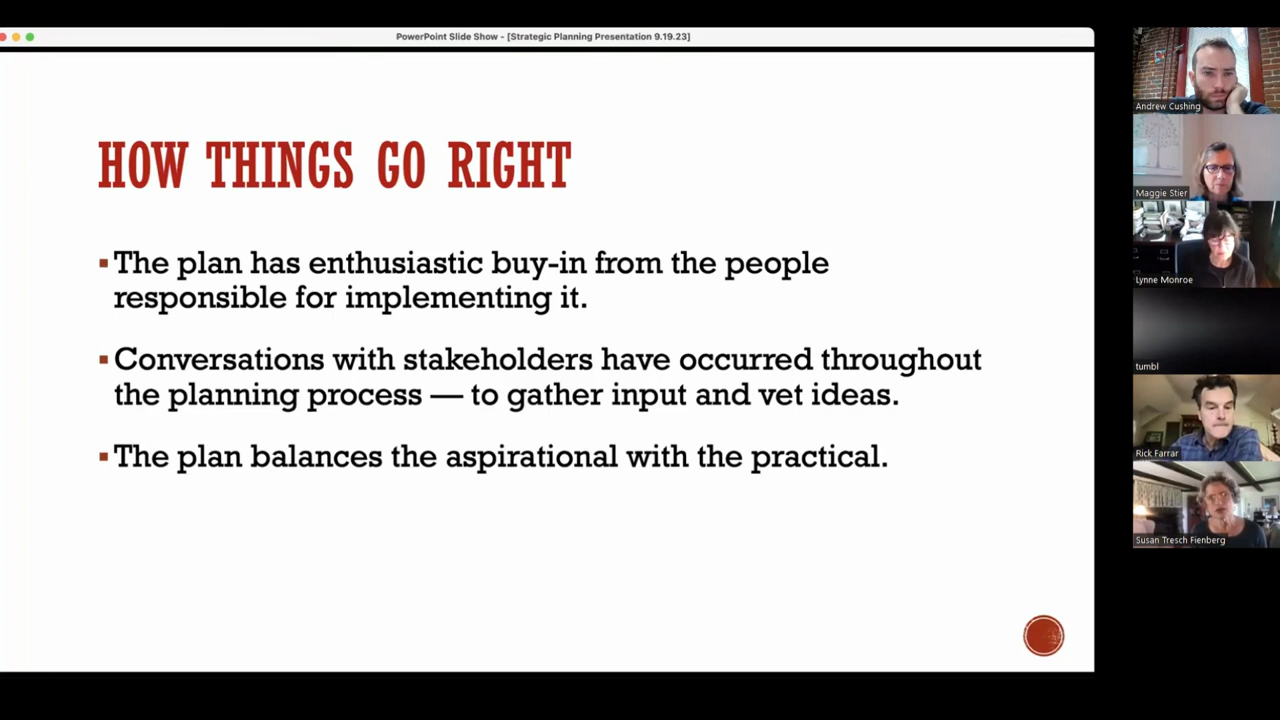 PowerPoint Slide Show - [Strategic Planning Presentation 9.19.23]
HOW THINGS GO RIGHT
▪The plan has enthusiastic buy-in from the people
responsible for implementing it.
▪Conversations with stakeholders have occurred throughout
the planning process — to gather input and vet ideas.
▪The plan balances the aspirational with the practical.
Andrew Cushing
Maggie Stier
Lynne Monroe
tumbl
Rick Farrar
Susan Tresch Fienberg